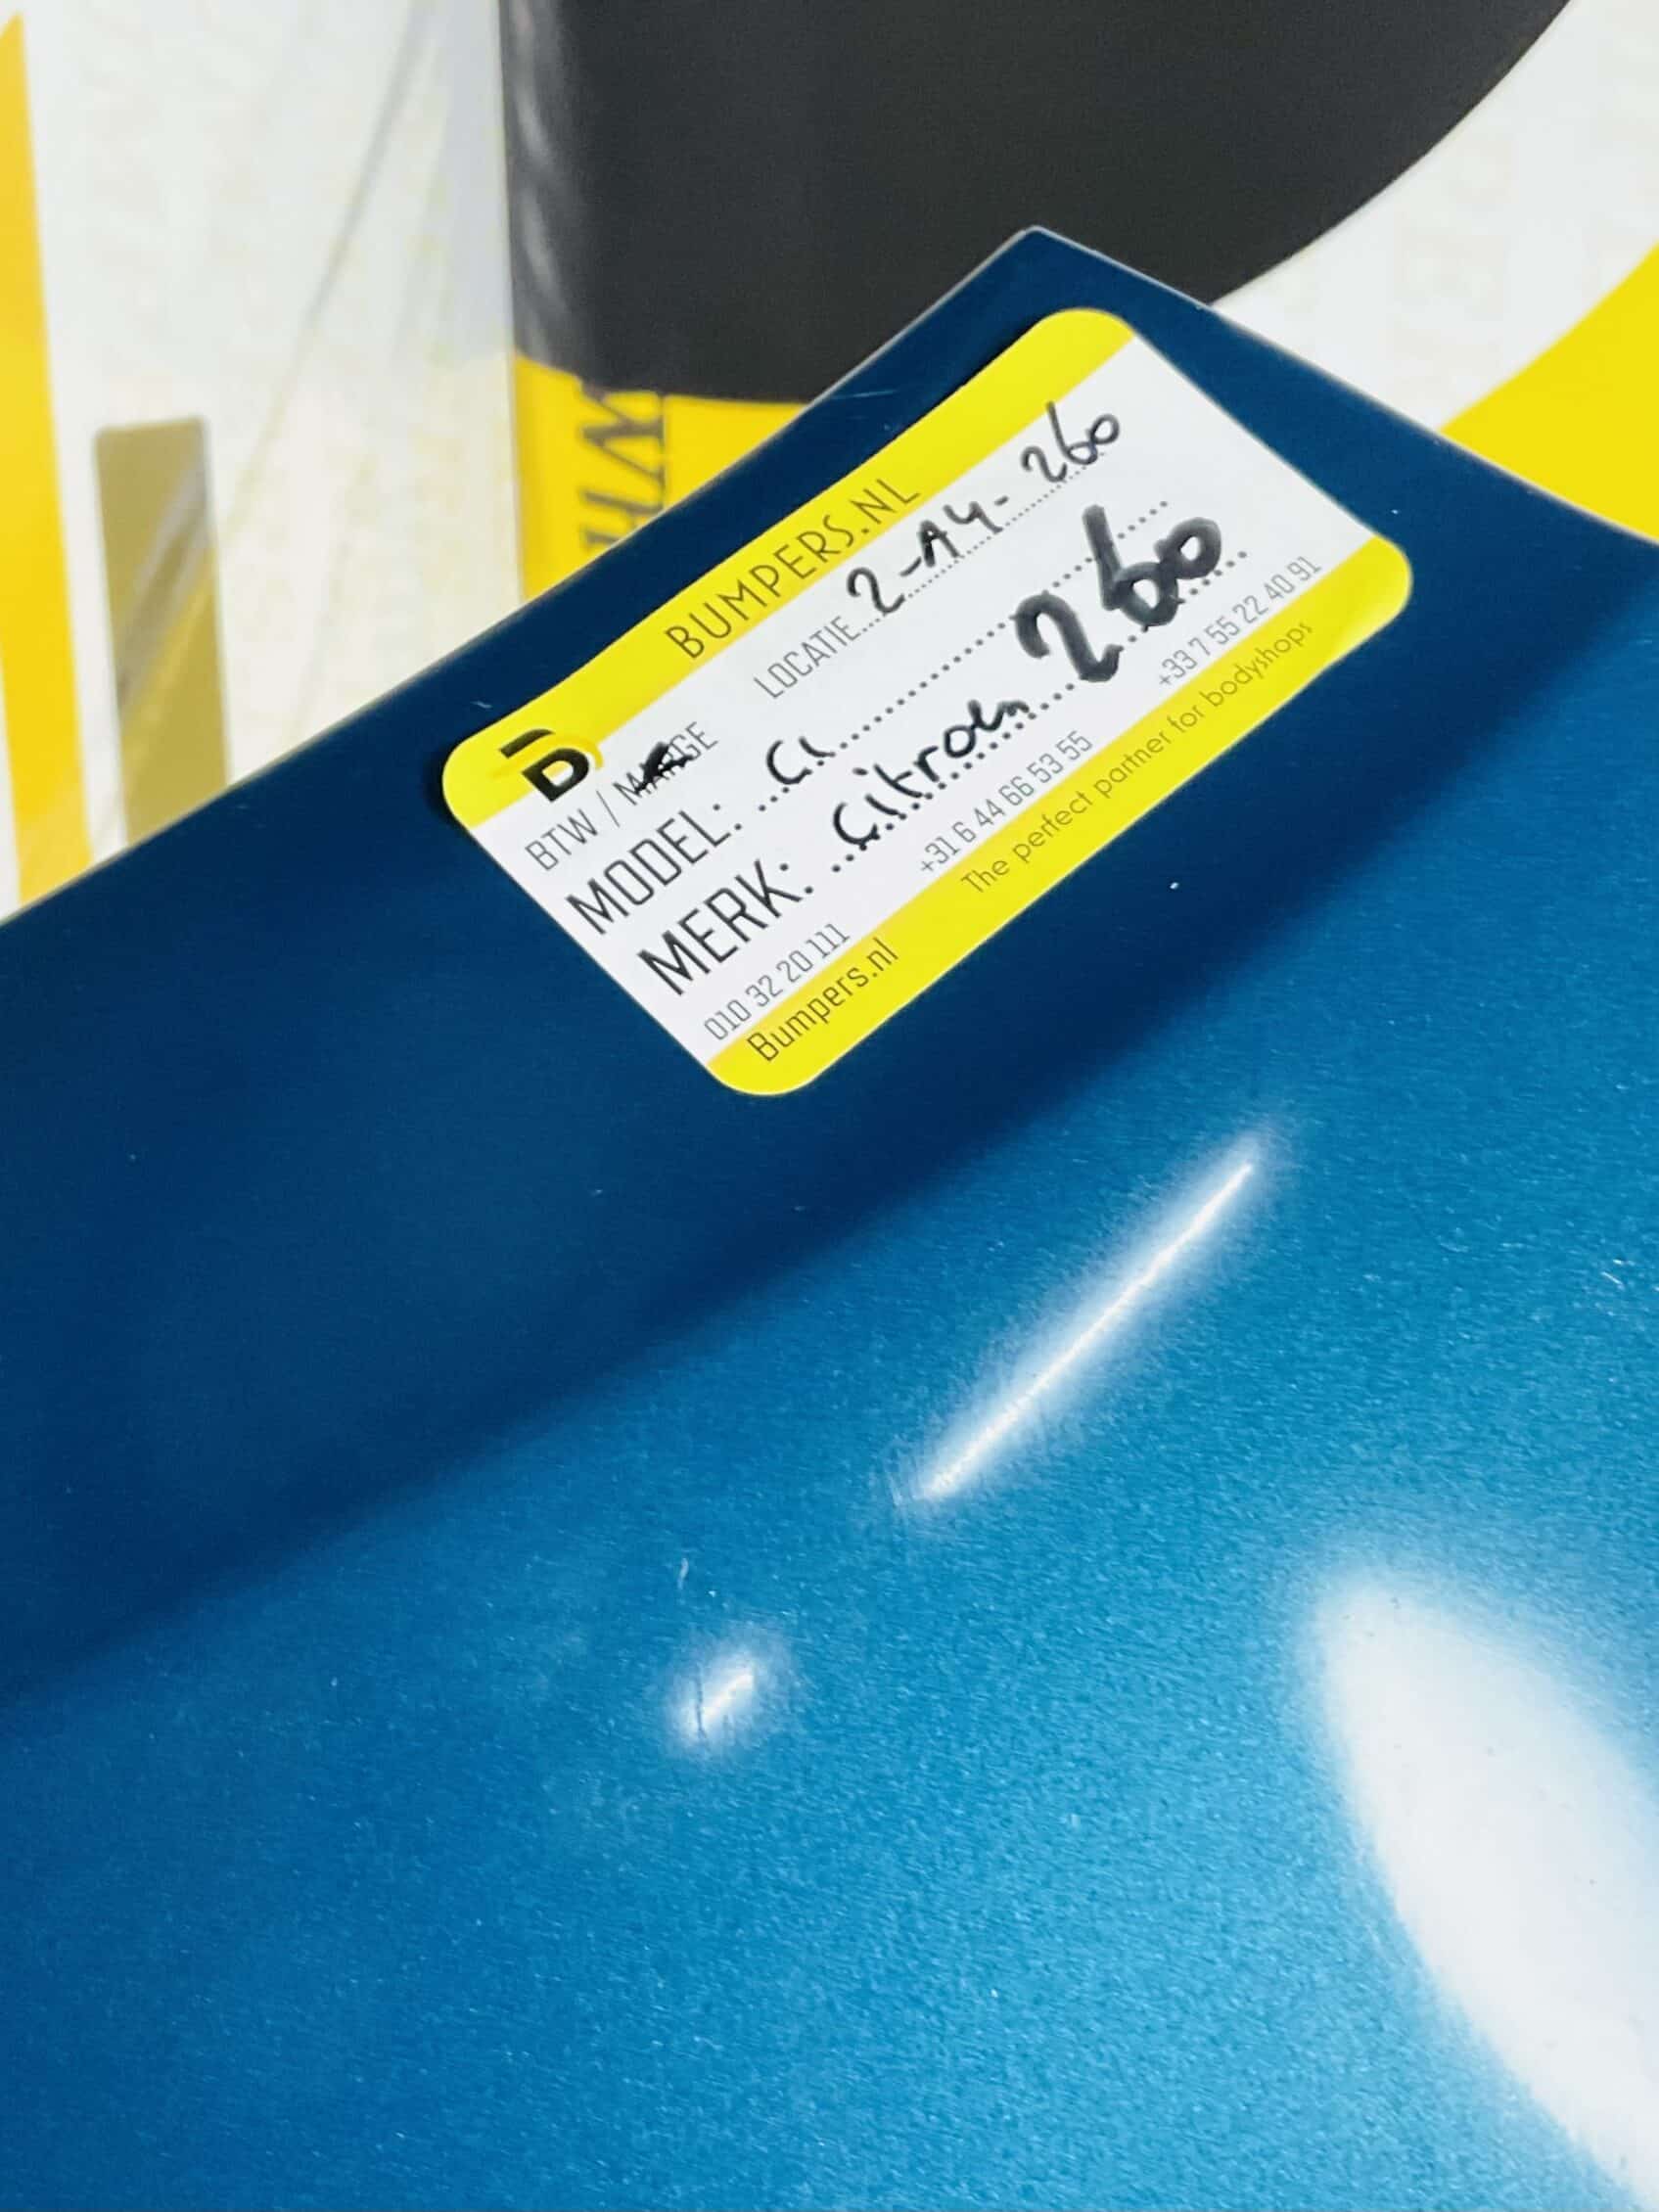 BUMPERS.NL
BTW / MARGE LOCATIE 2-A4-260
MODEL: C1
MERK: Citroen 260
010 32 20 111 +31 6 44 66 53 55 +33 7 55 22 40 91
Bumpers.nl The perfect partner for bodyshops